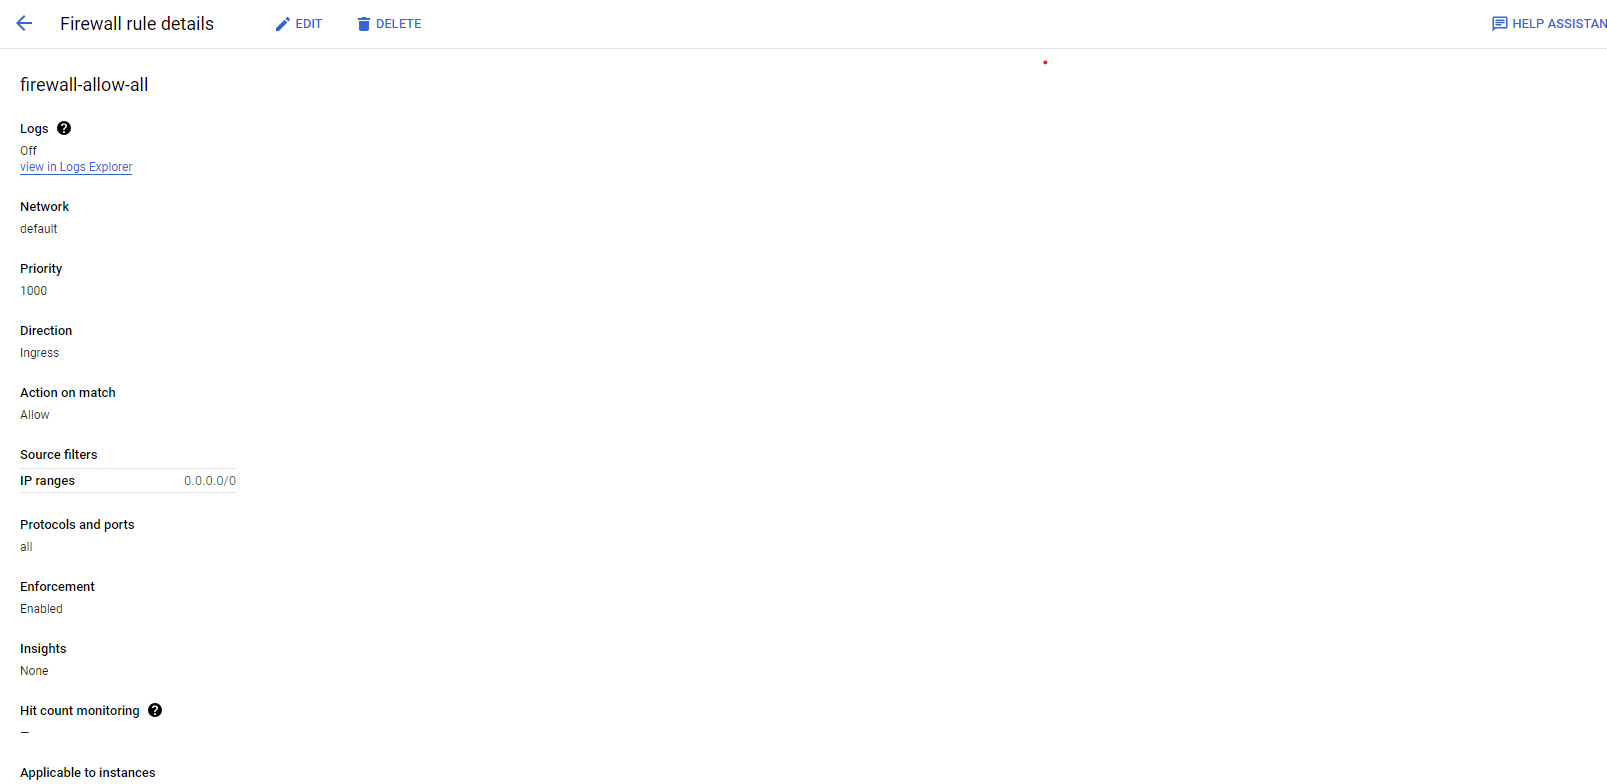 Firewall rule details EDIT DELETE HELP ASSISTAN
firewall-allow-all
Logs
Off
view in Logs Explorer
Network
default
Priority
1000
Direction
Ingress
Action on match
Allow
Source filters
IP ranges 0.0.0.0/0
Protocols and ports
all
Enforcement
Enabled
Insights
None
Hit count monitoring
—
Applicable to instances